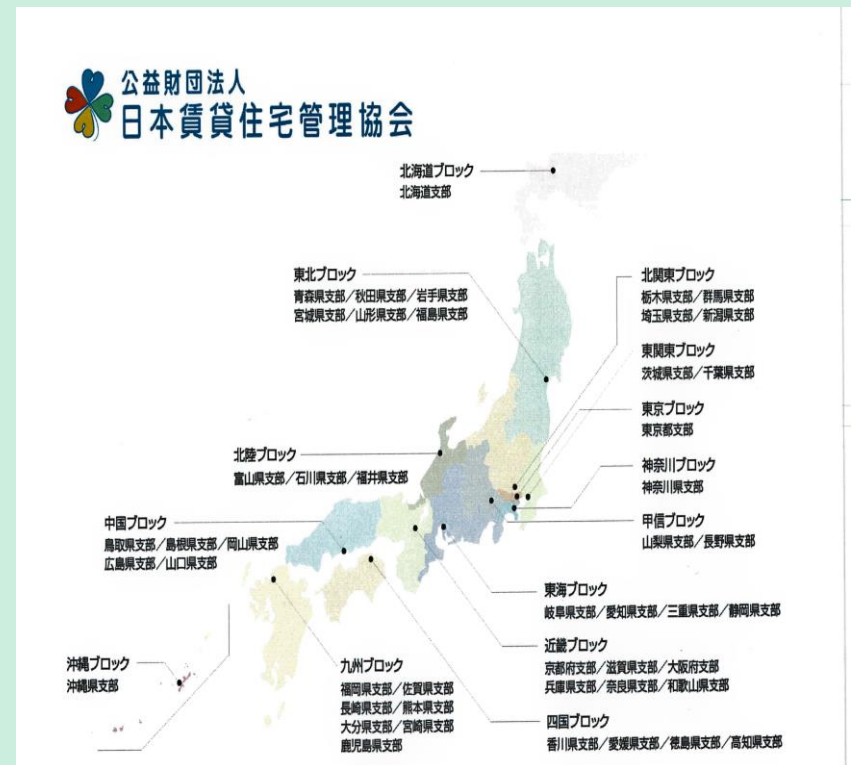 公益財団法人
日本賃貸住宅管理協会
北海道ブロック
北海道支部
東北ブロック
青森県支部／秋田県支部／岩手県支部
宮城県支部／山形県支部／福島県支部
北関東ブロック
栃木県支部／群馬県支部
埼玉県支部／新潟県支部
東関東ブロック
茨城県支部／千葉県支部
東京ブロック
東京都支部
北陸ブロック
富山県支部／石川県支部／福井県支部
神奈川ブロック
神奈川県支部
中国ブロック
鳥取県支部／島根県支部／岡山県支部
広島県支部／山口県支部
甲信ブロック
山梨県支部／長野県支部
東海ブロック
岐阜県支部／愛知県支部／三重県支部／静岡県支部
近畿ブロック
京都府支部／滋賀県支部／大阪府支部
兵庫県支部／奈良県支部／和歌山県支部
沖縄ブロック
沖縄県支部
九州ブロック
福岡県支部／佐賀県支部
長崎県支部／熊本県支部
大分県支部／宮崎県支部
鹿児島県支部
四国ブロック
香川県支部／愛媛県支部／徳島県支部／高知県支部